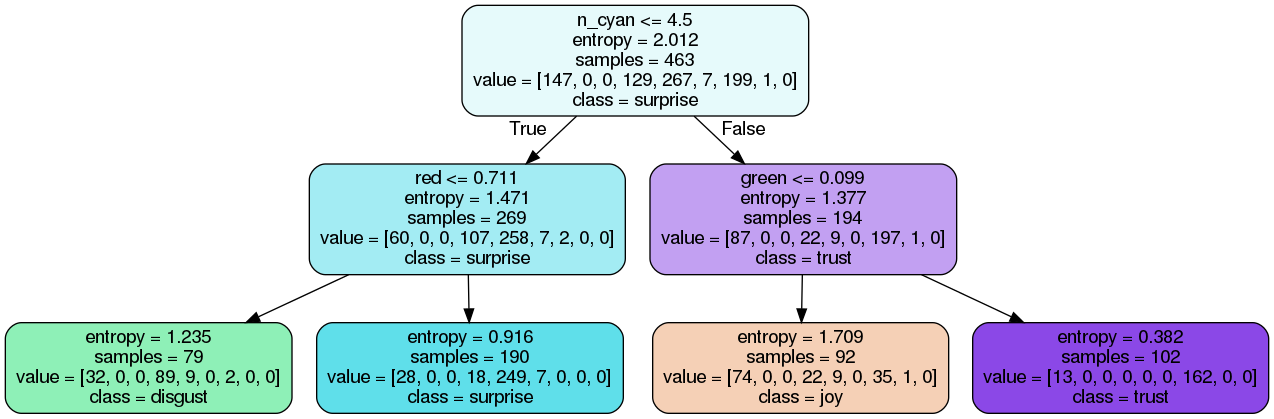 n_cyan <= 4.5
entropy = 2.012
samples = 463
value = [147, 0, 0, 129, 267, 7, 199, 1, 0]
class = surprise
True
False
red <= 0.711
entropy = 1.471
samples = 269
value = [60, 0, 0, 107, 258, 7, 2, 0, 0]
class = surprise
green <= 0.099
entropy = 1.377
samples = 194
value = [87, 0, 0, 22, 9, 0, 197, 1, 0]
class = trust
entropy = 1.235
samples = 79
value = [32, 0, 0, 89, 9, 0, 2, 0, 0]
class = disgust
entropy = 0.916
samples = 190
value = [28, 0, 0, 18, 249, 7, 0, 0, 0]
class = surprise
entropy = 1.709
samples = 92
value = [74, 0, 0, 22, 9, 0, 35, 1, 0]
class = joy
entropy = 0.382
samples = 102
value = [13, 0, 0, 0, 0, 0, 162, 0, 0]
class = trust